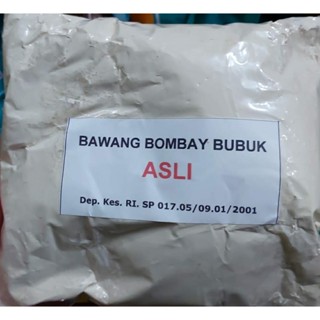 BAWANG BOMBAY BUBUK
ASLI
Dep. Kes. RI. SP 017.05/09.01/2001